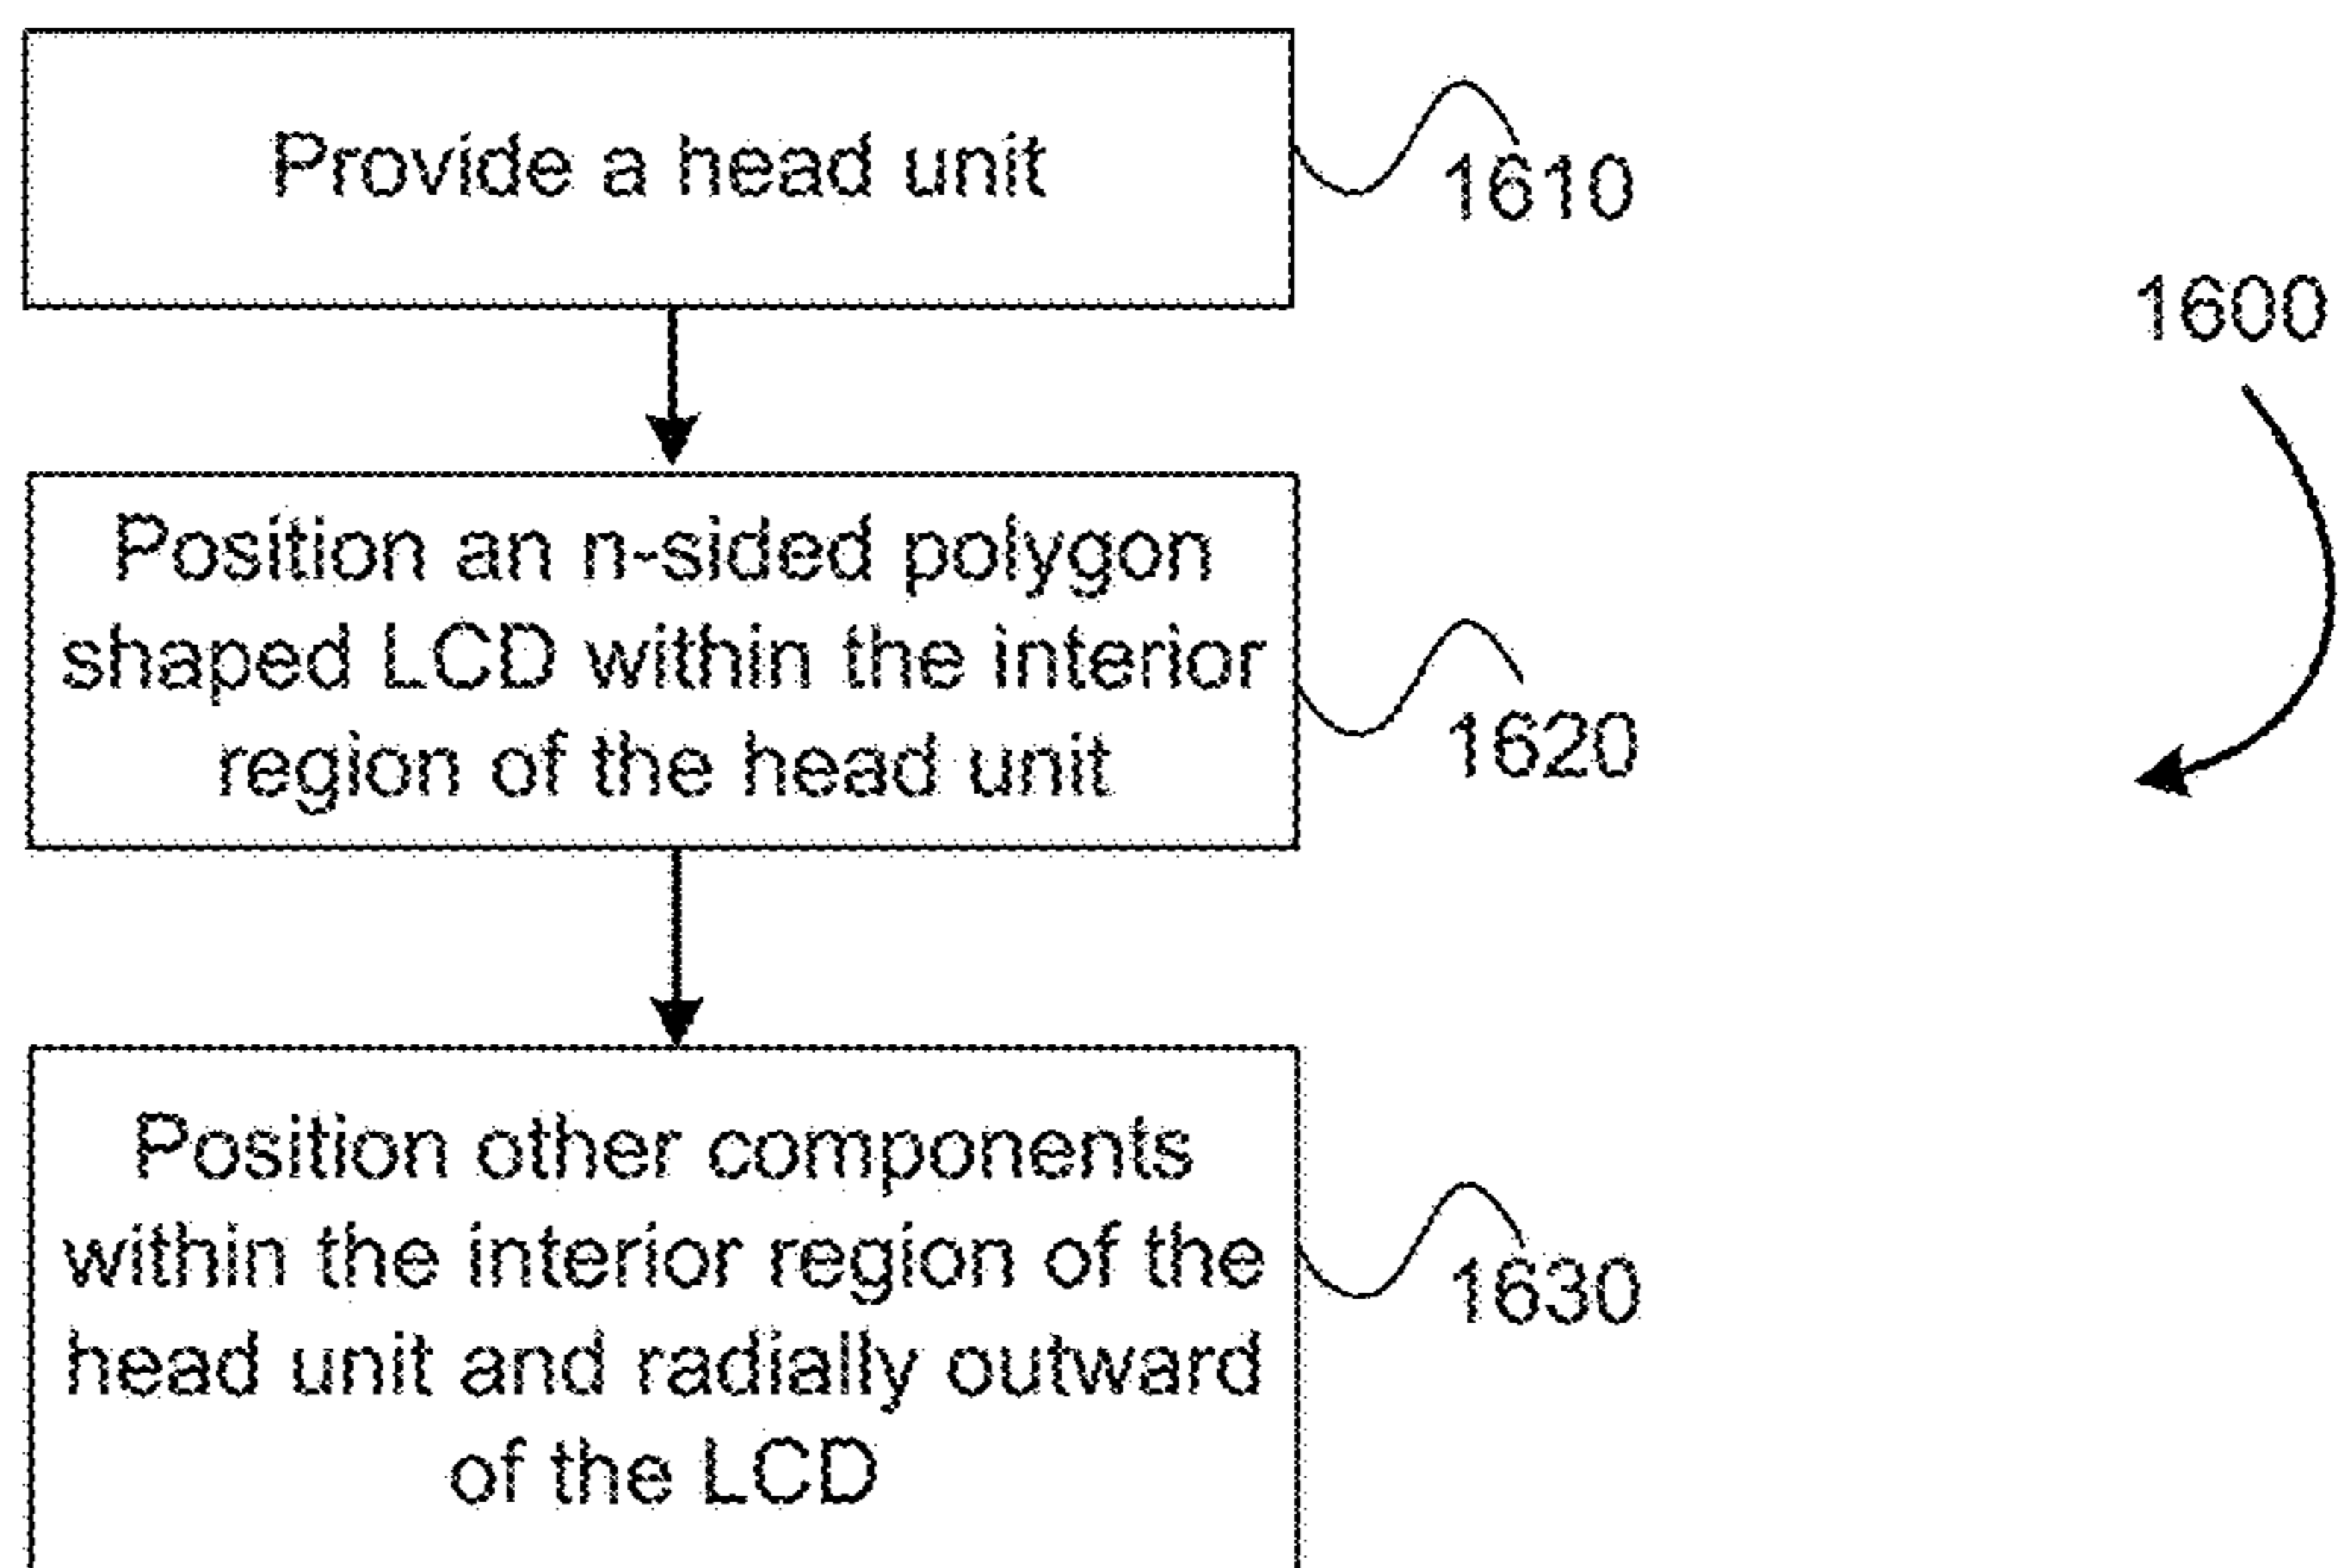 Provide a head unit
1610
1600
Position an n-sided polygon
shaped LCD within the interior
region of the head unit
1620
Position other components
within the interior region of the
head unit and radially outward
of the LCD
1630